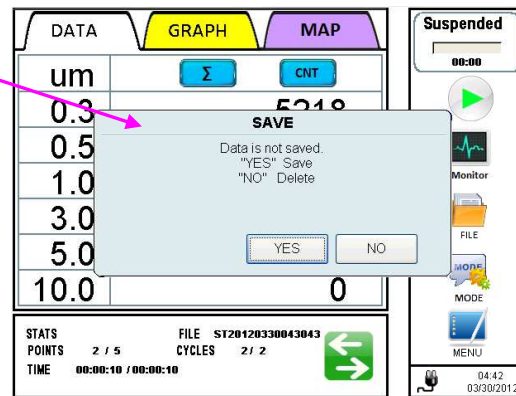 DATA GRAPH MAP
um Σ CNT
0.3 5218
0.5
1.0
3.0
5.0
10.0 0
SAVE
Data is not saved.
"YES" Save
"NO" Delete
YES NO
STATS FILE ST20120330043043
POINTS 2 / 5 CYCLES 2/ 2
TIME 00:00:10 / 00:00:10
Suspended
00:00
Monitor
FILE
MODE
MODE
MENU
04:42
03/30/2012